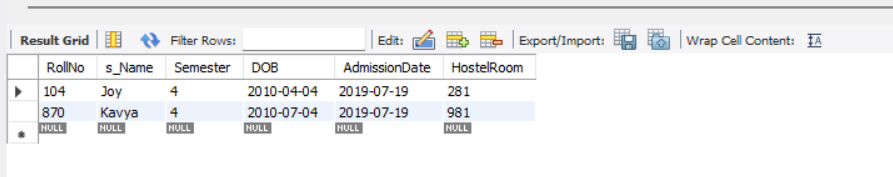 Result Grid Filter Rows: Edit: Export/Import: Wrap Cell Content: IA
RollNo s_Name Semester DOB AdmissionDate HostelRoom
104 Joy 4 2010-04-04 2019-07-19 281
870 Kavya 4 2010-07-04 2019-07-19 981
NULL NULL NULL NULL NULL NULL